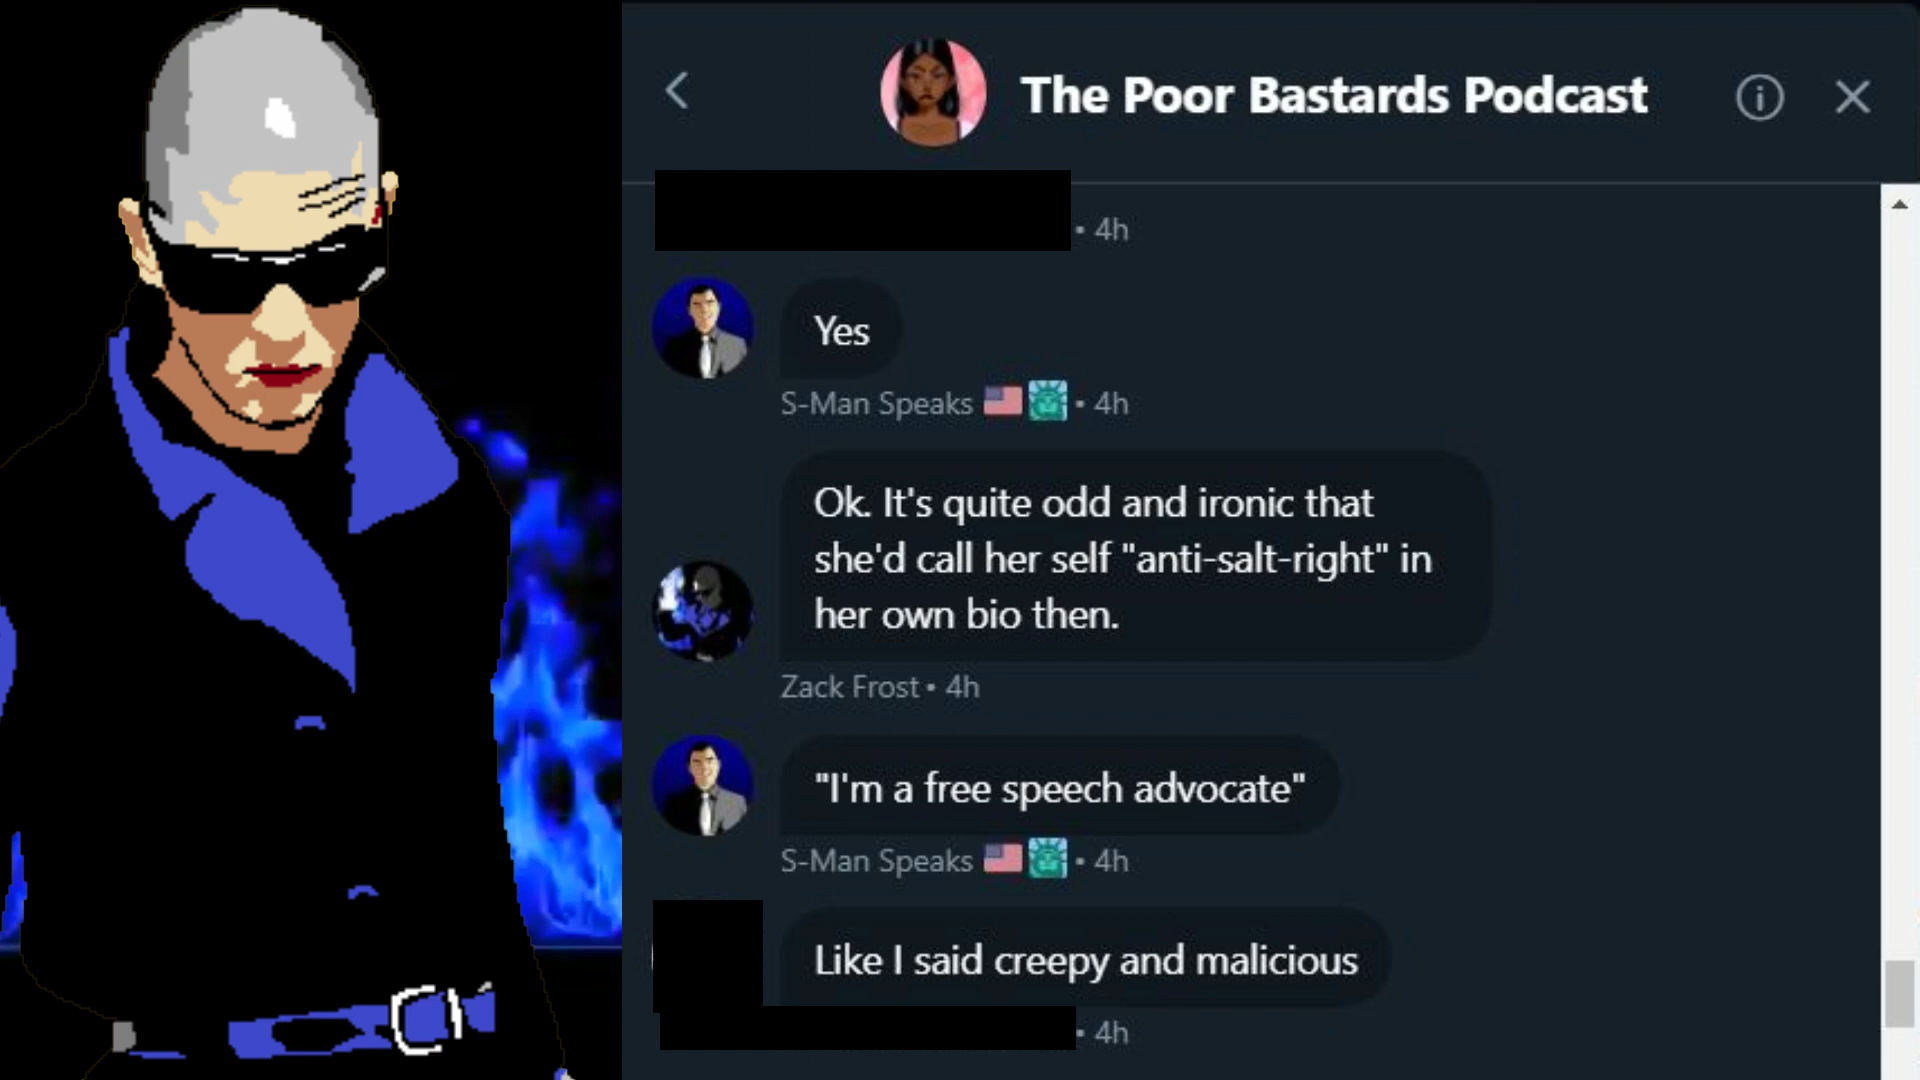 The Poor Bastards Podcast
• 4h
Yes
S-Man Speaks • 4h
Ok. It's quite odd and ironic that
she'd call her self "anti-salt-right" in
her own bio then.
Zack Frost • 4h
"I'm a free speech advocate"
S-Man Speaks • 4h
Like I said creepy and malicious
• 4h